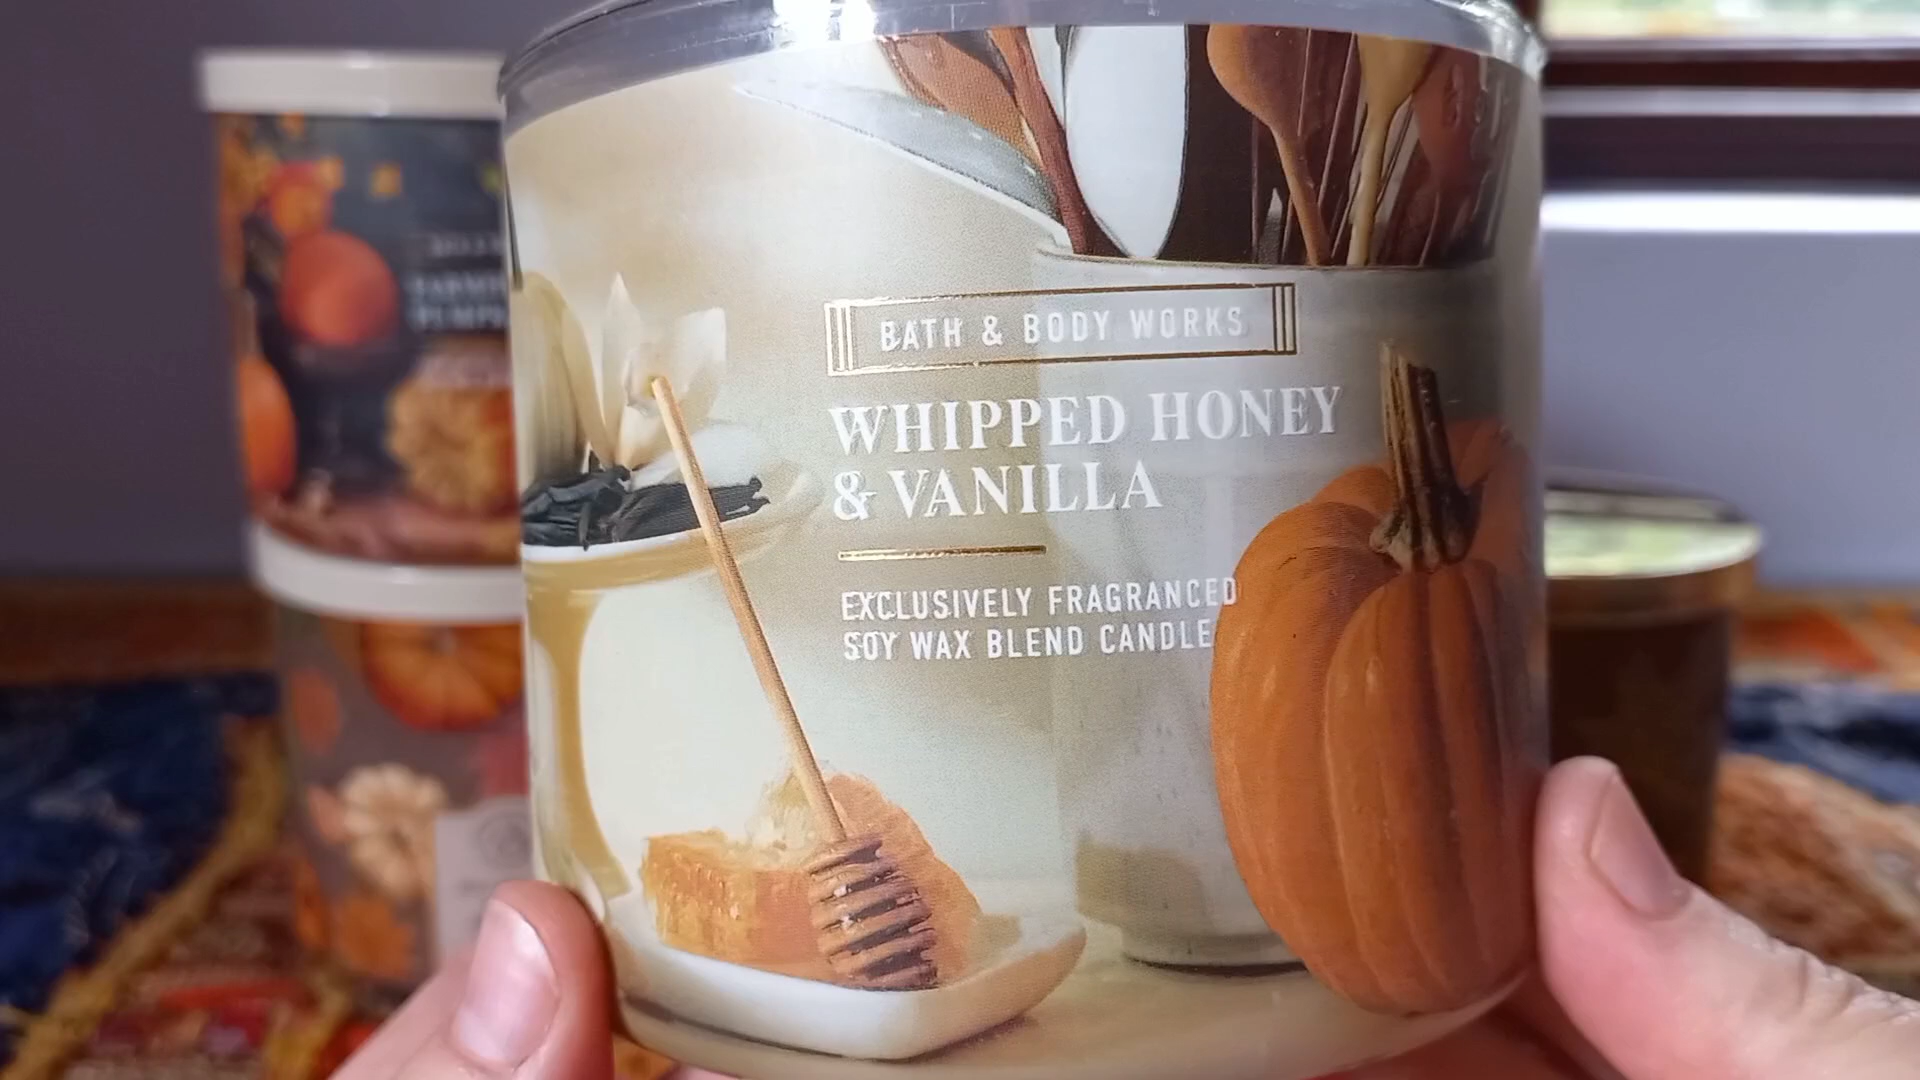 BATH & BODY WORKS
WHIPPED HONEY
& VANILLA
EXCLUSIVELY FRAGRANCED
SOY WAX BLEND CANDLE